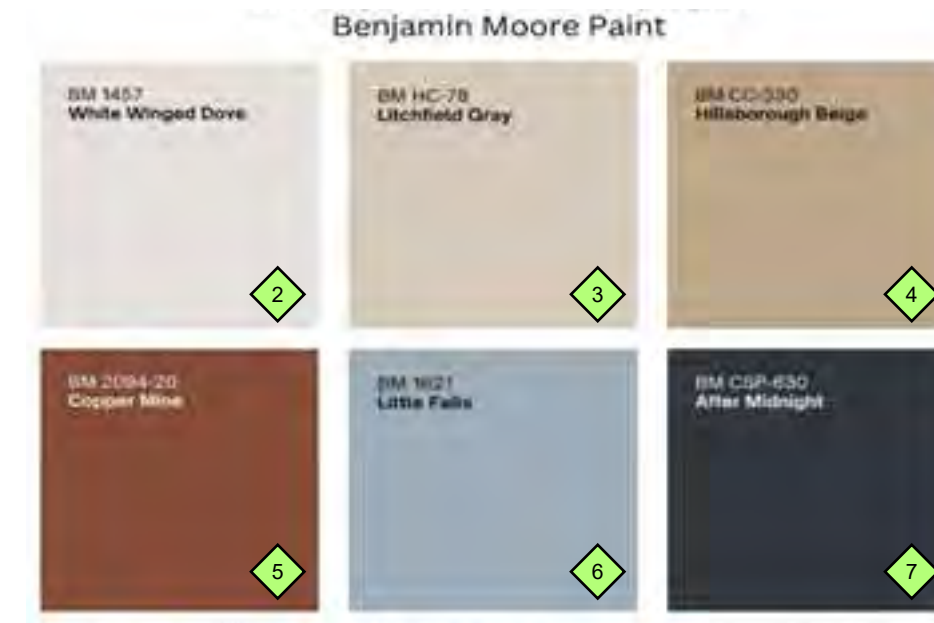 Benjamin Moore Paint
BM 1457
White Winged Dove
2
BM HC-78
Litchfield Gray
3
BM CC-330
Hillsborough Beige
4
BM 2094-20
Copper Mine
5
BM 1621
Little Falls
6
BM CSP-630
After Midnight
7